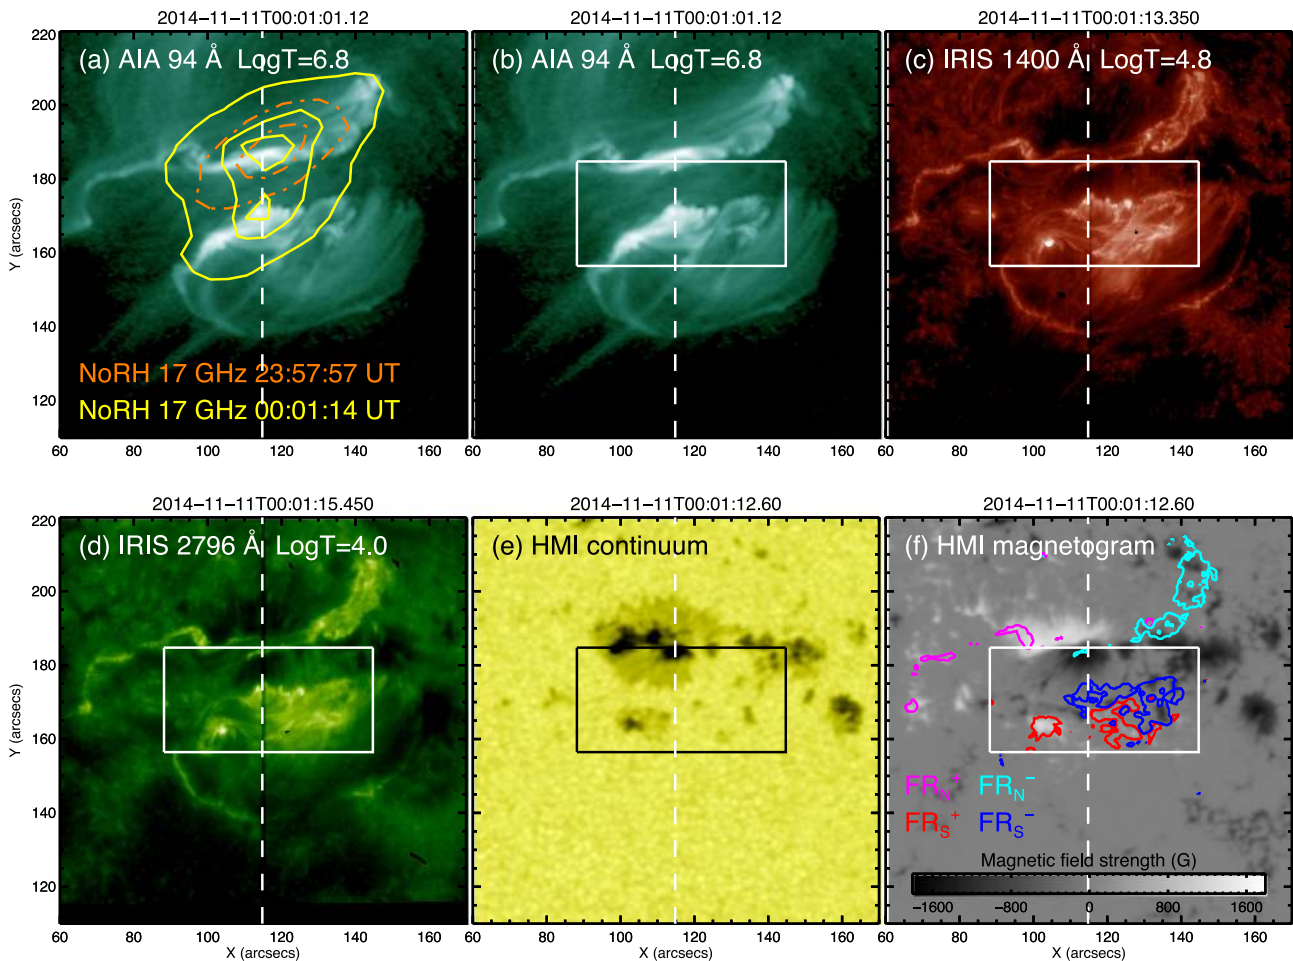 2014−11−11T00:01:01.12
2014−11−11T00:01:01.12
2014−11−11T00:01:13.350
(a) AIA 94 Å LogT=6.8
(b) AIA 94 Å LogT=6.8
(c) IRIS 1400 Å LogT=4.8
220
200
180
160
140
120
Y (arcsecs)
NoRH 17 GHz 23:57:57 UT
NoRH 17 GHz 00:01:14 UT
60 80 100 120 140 160
60 80 100 120 140 160
60 80 100 120 140 160
2014−11−11T00:01:15.450
2014−11−11T00:01:12.60
2014−11−11T00:01:12.60
(d) IRIS 2796 Å LogT=4.0
(e) HMI continuum
(f) HMI magnetogram
220
200
180
160
140
120
Y (arcsecs)
FR_N^+ FR_N^−
FR_S^+ FR_S^−
Magnetic field strength (G)
−1600 −800 0 800 1600
60 80 100 120 140 160
60 80 100 120 140 160
60 80 100 120 140 160
X (arcsecs)
X (arcsecs)
X (arcsecs)